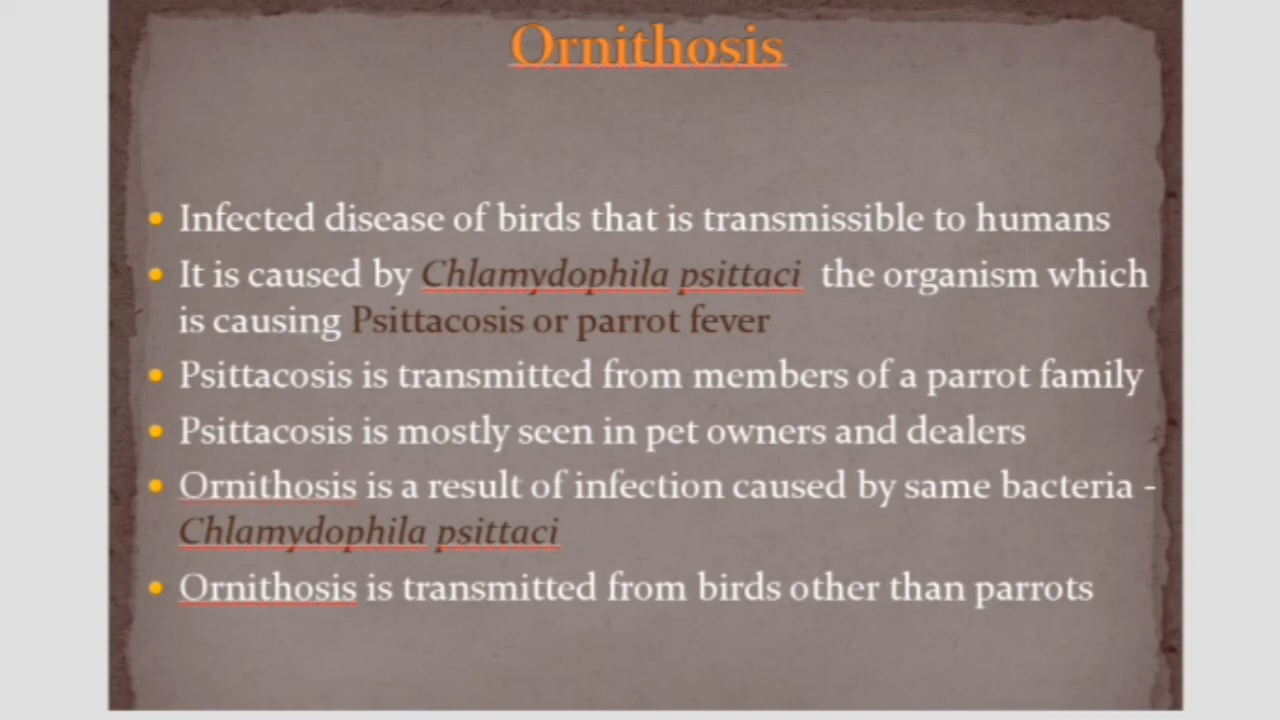 Ornithosis
• Infected disease of birds that is transmissible to humans
• It is caused by Chlamydophila psittaci the organism which
is causing Psittacosis or parrot fever
• Psittacosis is transmitted from members of a parrot family
• Psittacosis is mostly seen in pet owners and dealers
• Ornithosis is a result of infection caused by same bacteria -
Chlamydophila psittaci
• Ornithosis is transmitted from birds other than parrots